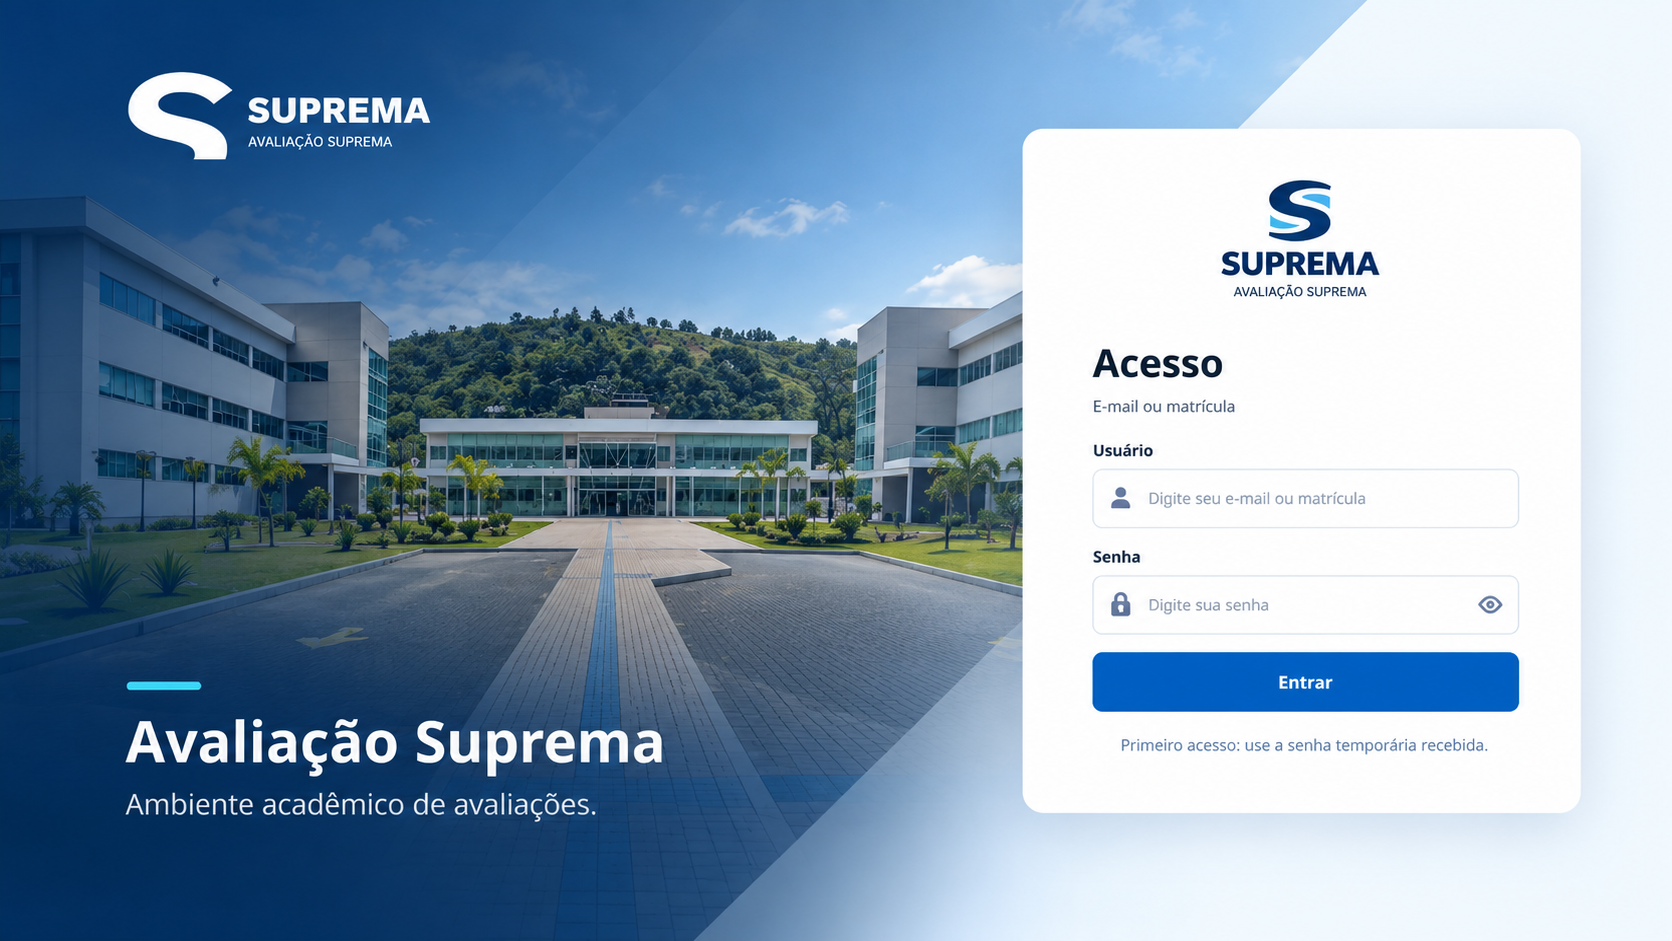 SUPREMA
AVALIAÇÃO SUPREMA
Avaliação Suprema
Ambiente acadêmico de avaliações.
SUPREMA
AVALIAÇÃO SUPREMA
Acesso
E-mail ou matrícula
Usuário
Digite seu e-mail ou matrícula
Senha
Digite sua senha
Entrar
Primeiro acesso: use a senha temporária recebida.